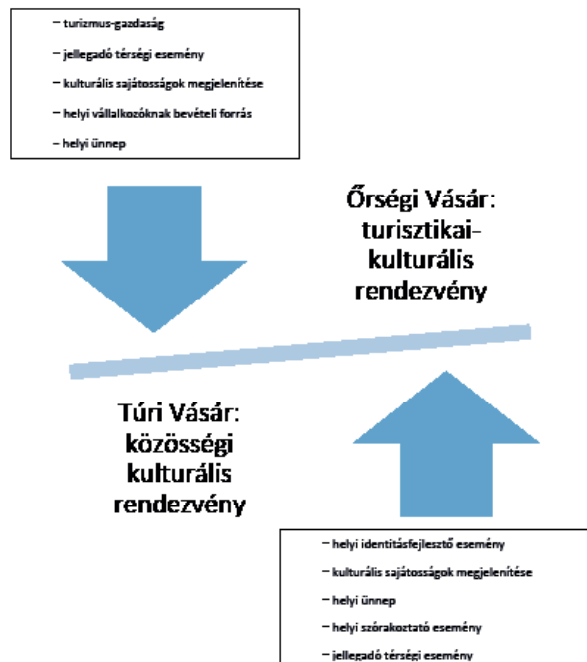 – turizmus-gazdaság
– jellegadó térségi esemény
– kulturális sajátosságok megjelenítése
– helyi vállalkozóknak bevételi forrás
– helyi ünnep
Őrségi Vásár:
turisztikai-
kulturális
rendezvény
Túri Vásár:
közösségi
kulturális
rendezvény
– helyi identitásfejlesztő esemény
– kulturális sajátosságok megjelenítése
– helyi ünnep
– helyi szórakoztató esemény
– jellegadó térségi esemény